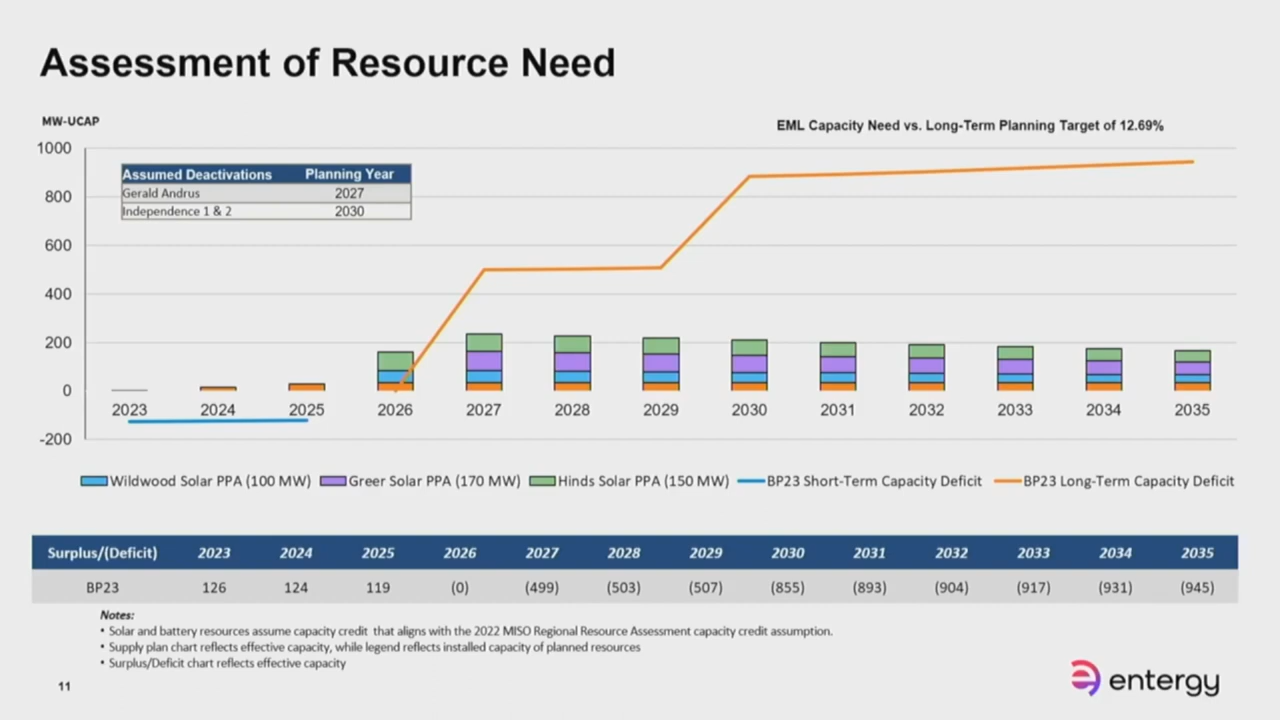 Assessment of Resource Need
MW-UCAP
EML Capacity Need vs. Long-Term Planning Target of 12.69%
1000
800
600
400
200
0
-200
Assumed Deactivations Planning Year
Gerald Andrus 2027
Independence 1 & 2 2030
2023 2024 2025 2026 2027 2028 2029 2030 2031 2032 2033 2034 2035
Wildwood Solar PPA (100 MW) Greer Solar PPA (170 MW) Hinds Solar PPA (150 MW) BP23 Short-Term Capacity Deficit BP23 Long-Term Capacity Deficit
Surplus/(Deficit) 2023 2024 2025 2026 2027 2028 2029 2030 2031 2032 2033 2034 2035
BP23 126 124 119 (0) (499) (503) (507) (855) (893) (904) (917) (931) (945)
Notes:
• Solar and battery resources assume capacity credit that aligns with the 2022 MISO Regional Resource Assessment capacity credit assumption.
• Supply plan chart reflects effective capacity, while legend reflects installed capacity of planned resources
• Surplus/Deficit chart reflects effective capacity
11
entergy